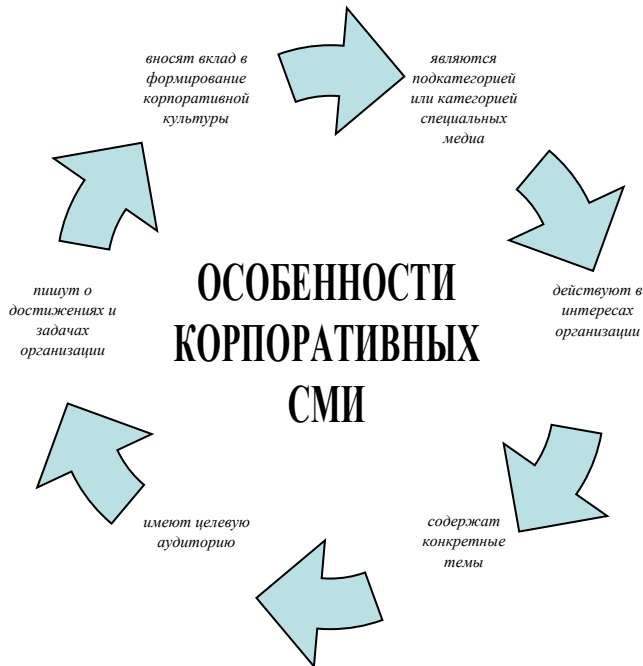 вносят вклад в
формирование
корпоративной
культуры
являются
подкатегорией
или категорией
специальных
медиа
действуют в
интересах
организации
содержат
конкретные
темы
имеют целевую
аудиторию
пишут о
достижениях и
задачах
организации
ОСОБЕННОСТИ
КОРПОРАТИВНЫХ
СМИ